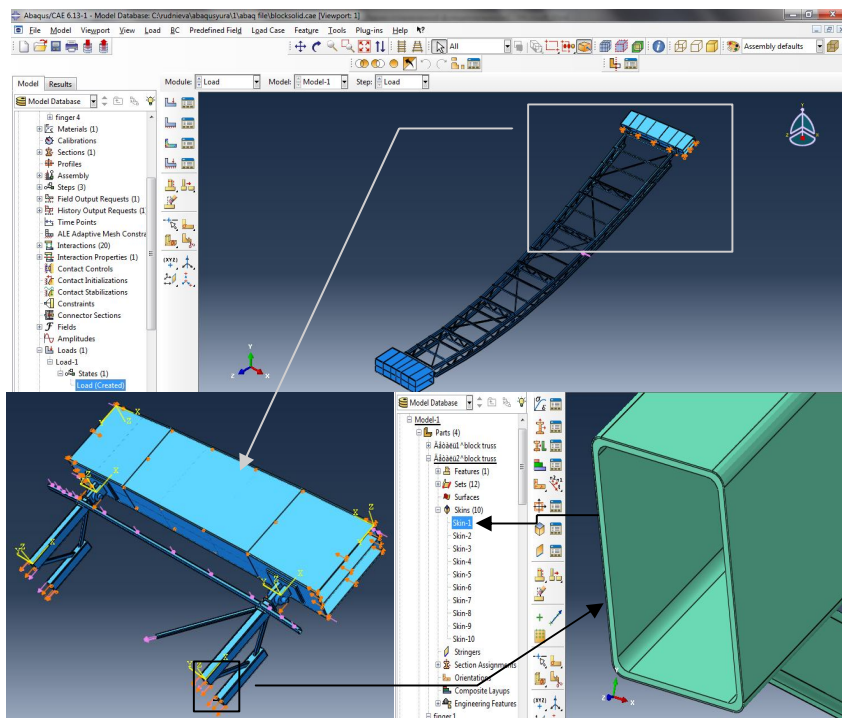 Abaqus/CAE 6.13-1 - Model Database: C:\rudnieva\abaqusyura\1\abaq file\blocksolid.cae [Viewport: 1]
File Model Viewport View Load BC Predefined Field Load Case Feature Tools Plug-ins Help
All
Assembly defaults
Model Results
Module: Load Model: Model-1 Step: Load
Model Database
finger 4
Materials (1)
Calibrations
Sections (1)
Profiles
Assembly
Steps (3)
Field Output Requests (1)
History Output Requests (1
Time Points
ALE Adaptive Mesh Constra
Interactions (20)
Interaction Properties (1)
Contact Controls
Contact Initializations
Contact Stabilizations
Constraints
Connector Sections
Fields
Amplitudes
Loads (1)
Load-1
States (1)
Load (Created)
(XYZ)
Y
Z
X
Model Database
Model-1
Parts (4)
Äåòàëü1^block truss
Äåòàëü2^block truss
Features (1)
Sets (12)
Surfaces
Skins (10)
Skin-1
Skin-2
Skin-3
Skin-4
Skin-5
Skin-6
Skin-7
Skin-8
Skin-9
Skin-10
Stringers
Section Assignments
Orientations
Composite Layups
Engineering Features
finger1
(XYZ)
Y
Z
X